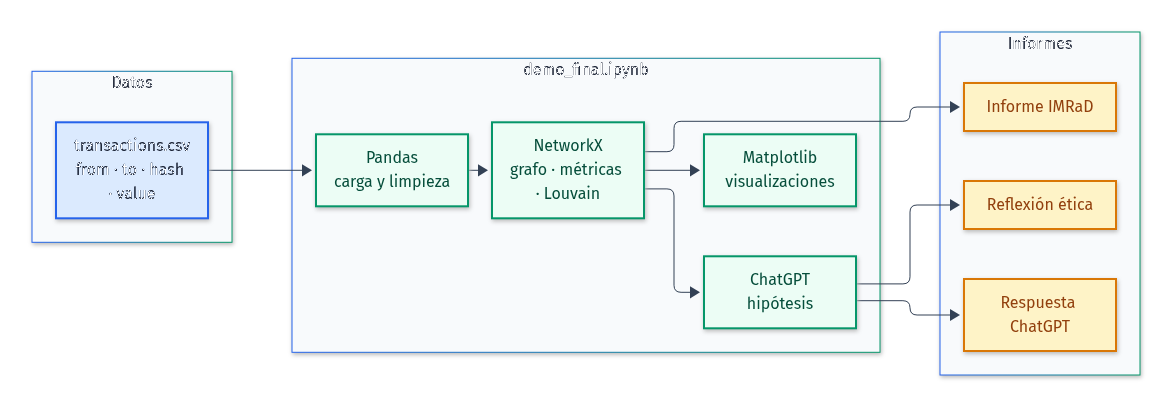 Datos
transactions.csv
from · to · hash
· value
demo_final.ipynb
Pandas
carga y limpieza
NetworkX
grafo · métricas
· Louvain
Matplotlib
visualizaciones
ChatGPT
hipótesis
Informes
Informe IMRaD
Reflexión ética
Respuesta
ChatGPT